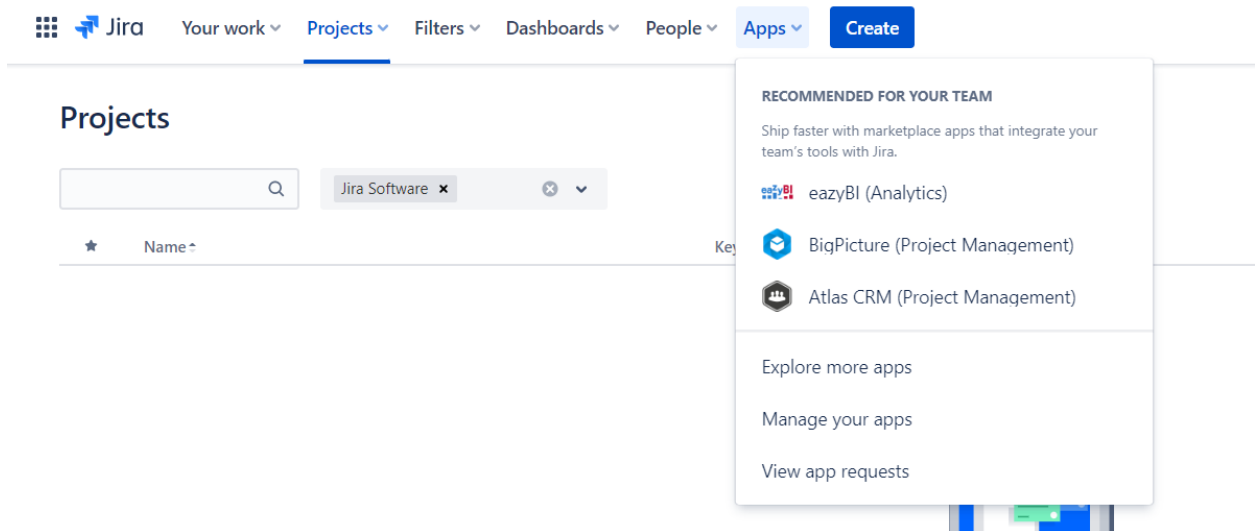 Jira Your work Projects Filters Dashboards People Apps Create
Projects
Jira Software
Name
RECOMMENDED FOR YOUR TEAM
Ship faster with marketplace apps that integrate your
team's tools with Jira.
eazyBI eazyBI (Analytics)
BigPicture (Project Management)
Atlas CRM (Project Management)
Explore more apps
Manage your apps
View app requests